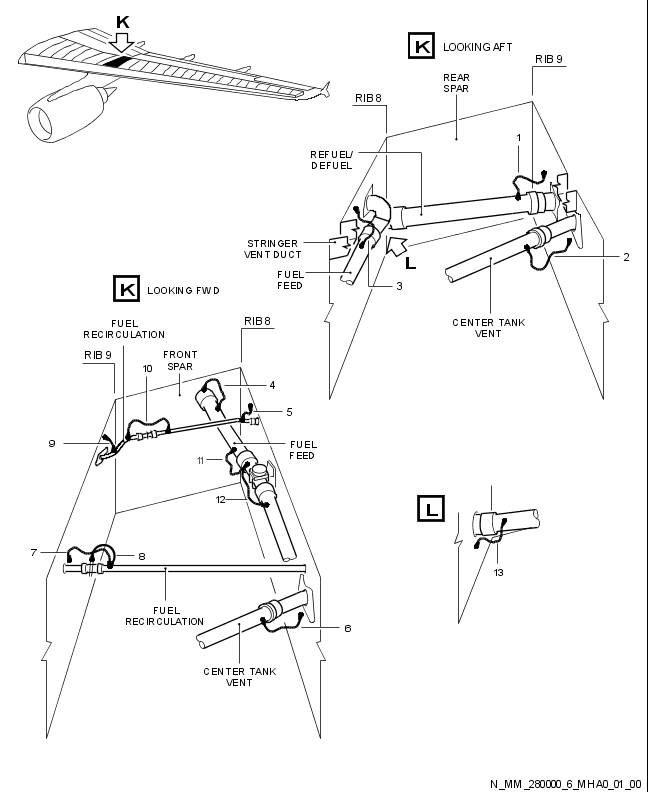 K
K LOOKING AFT
RIB 9
REAR
SPAR
RIB 8
1
REFUEL/
DEFUEL
STRINGER
VENT DUCT
L
2
FUEL
FEED
3
CENTER TANK
VENT
K LOOKING FWD
FUEL
RECIRCULATION
RIB 8
RIB 9
FRONT
SPAR
10
4
5
9
FUEL
FEED
11
12
L
13
7
8
FUEL
RECIRCULATION
6
CENTER TANK
VENT
N_MM_280000_6_MHA0_01_00